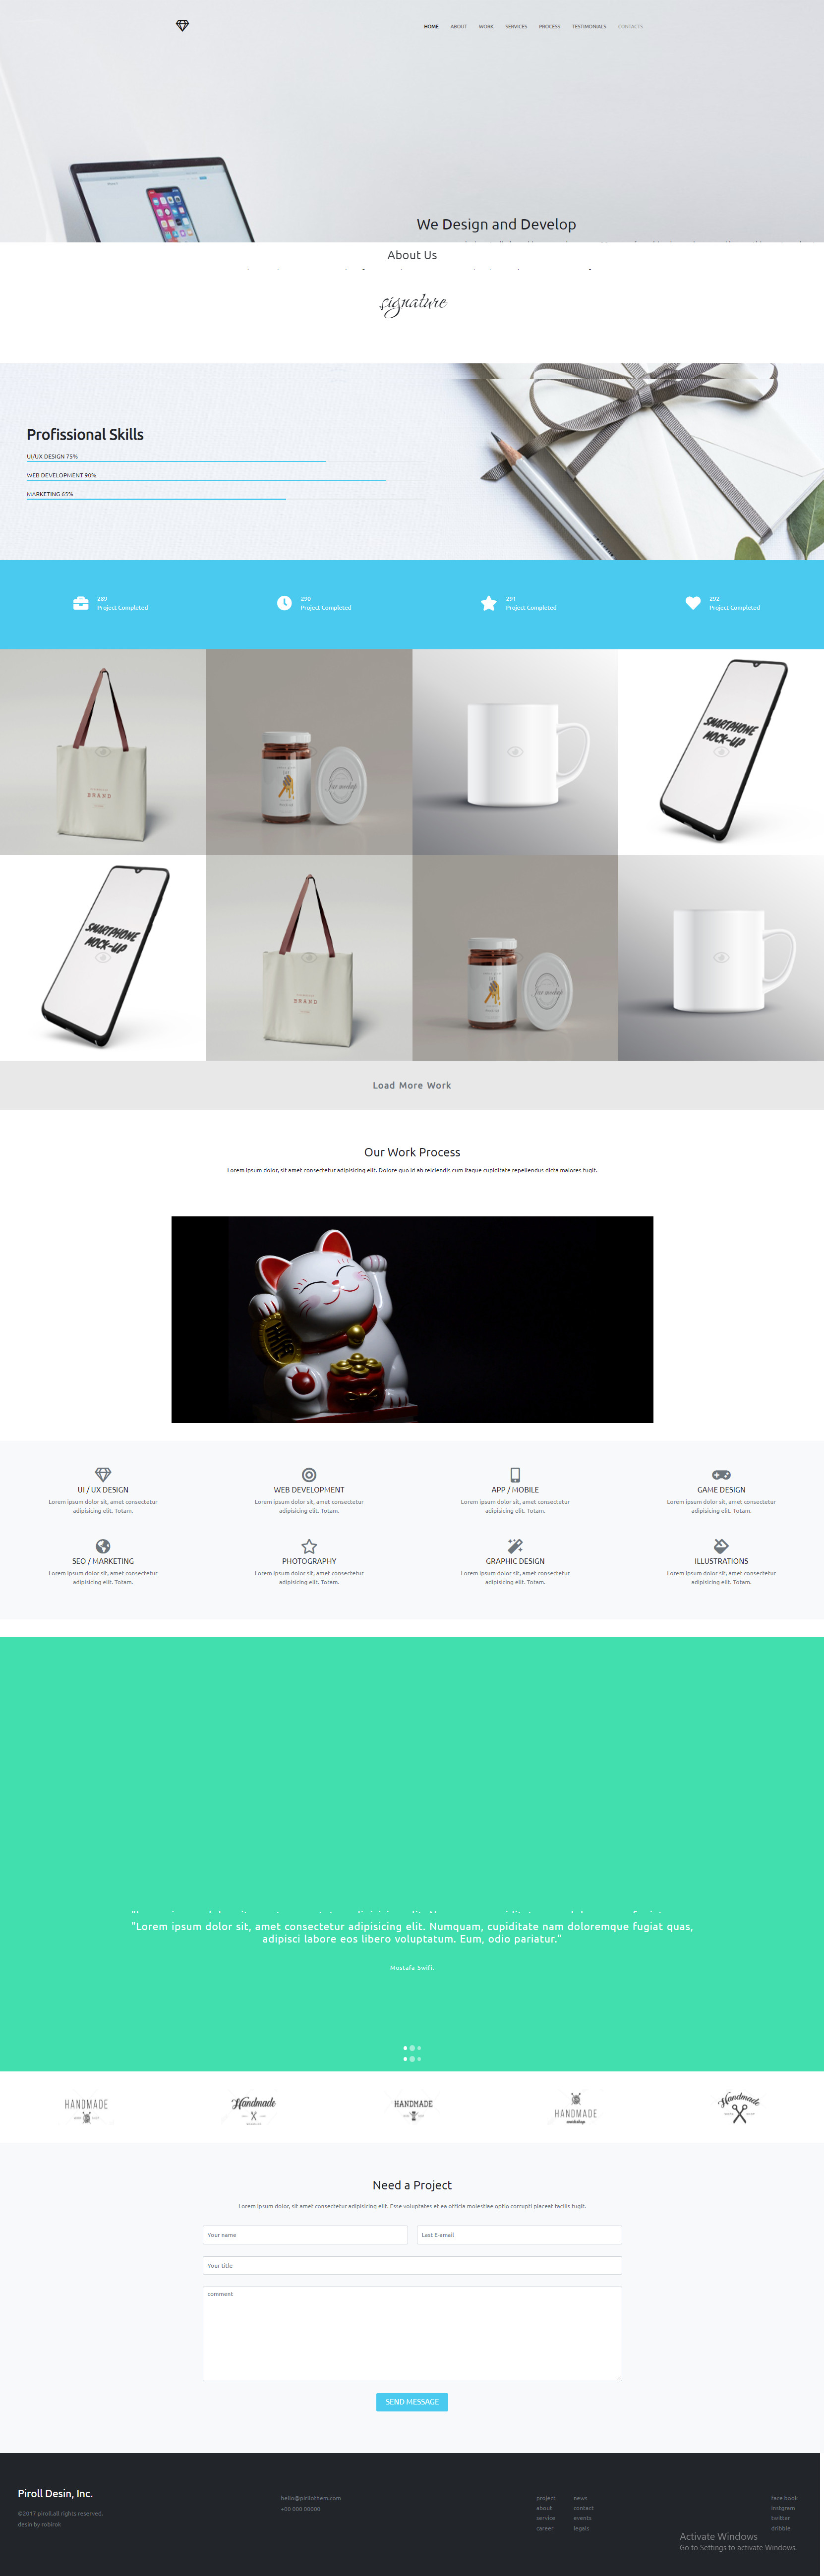 HOME ABOUT WORK SERVICES PROCESS TESTIMONIALS CONTACTS
We Design and Develop
About Us
signature
Profissional Skills
UI/UX DESIGN 75%
WEB DEVELOPMENT 90%
MARKETING 65%
289
Project Completed
290
Project Completed
291
Project Completed
292
Project Completed
BRAND
Jar mockup
SMARTPHONE
MOCK-UP
SMARTPHONE
MOCK-UP
BRAND
Jar mockup
Load More Work
Our Work Process
Lorem ipsum dolor, sit amet consectetur adipisicing elit. Dolore quo id ab reiciendis cum itaque cupiditate repellendus dicta maiores fugit.
UI / UX DESIGN
Lorem ipsum dolor sit, amet consectetur
adipisicing elit. Totam.
WEB DEVELOPMENT
Lorem ipsum dolor sit, amet consectetur
adipisicing elit. Totam.
APP / MOBILE
Lorem ipsum dolor sit, amet consectetur
adipisicing elit. Totam.
GAME DESIGN
Lorem ipsum dolor sit, amet consectetur
adipisicing elit. Totam.
SEO / MARKETING
Lorem ipsum dolor sit, amet consectetur
adipisicing elit. Totam.
PHOTOGRAPHY
Lorem ipsum dolor sit, amet consectetur
adipisicing elit. Totam.
GRAPHIC DESIGN
Lorem ipsum dolor sit, amet consectetur
adipisicing elit. Totam.
ILLUSTRATIONS
Lorem ipsum dolor sit, amet consectetur
adipisicing elit. Totam.
"Lorem ipsum dolor sit, amet consectetur adipisicing elit. Numquam, cupiditate nam doloremque fugiat quas,
adipisci labore eos libero voluptatum. Eum, odio pariatur."
Mostafa Swifi.
HANDMADE
Handmade
HANDMADE
HANDMADE
workshop
Handmade
Need a Project
Lorem ipsum dolor, sit amet consectetur adipisicing elit. Esse voluptates et ea officia molestiae optio corrupti placeat facilis fugit.
Your name
Last E-amail
Your title
comment
SEND MESSAGE
Piroll Desin, Inc.
©2017 piroll.all rights reserved.
desin by robirok
hello@pirllothem.com
+00 000 00000
project
about
service
career
news
contact
events
legals
face book
instgram
twitter
dribble
Activate Windows
Go to Settings to activate Windows.